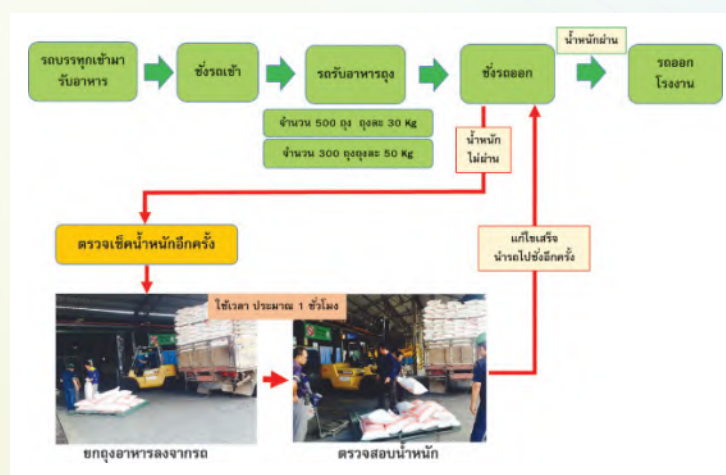 รถบรรทุกเข้ามา
รับอาหาร
ชั่งรถเข้า
รถรับอาหารถุง
ชั่งรถออก
น้ำหนักผ่าน
รถออก
โรงงาน
จำนวน 500 ถุง ถุงละ 30 Kg
จำนวน 300 ถุงถุงละ 50 Kg
น้ำหนัก
ไม่ผ่าน
ตรวจเช็คน้ำหนักอีกครั้ง
แก้ไขเสร็จ
นำรถไปชั่งอีกครั้ง
ใช้เวลา ประมาณ 1 ชั่วโมง
ยกถุงอาหารลงจากรถ
ตรวจสอบน้ำหนัก